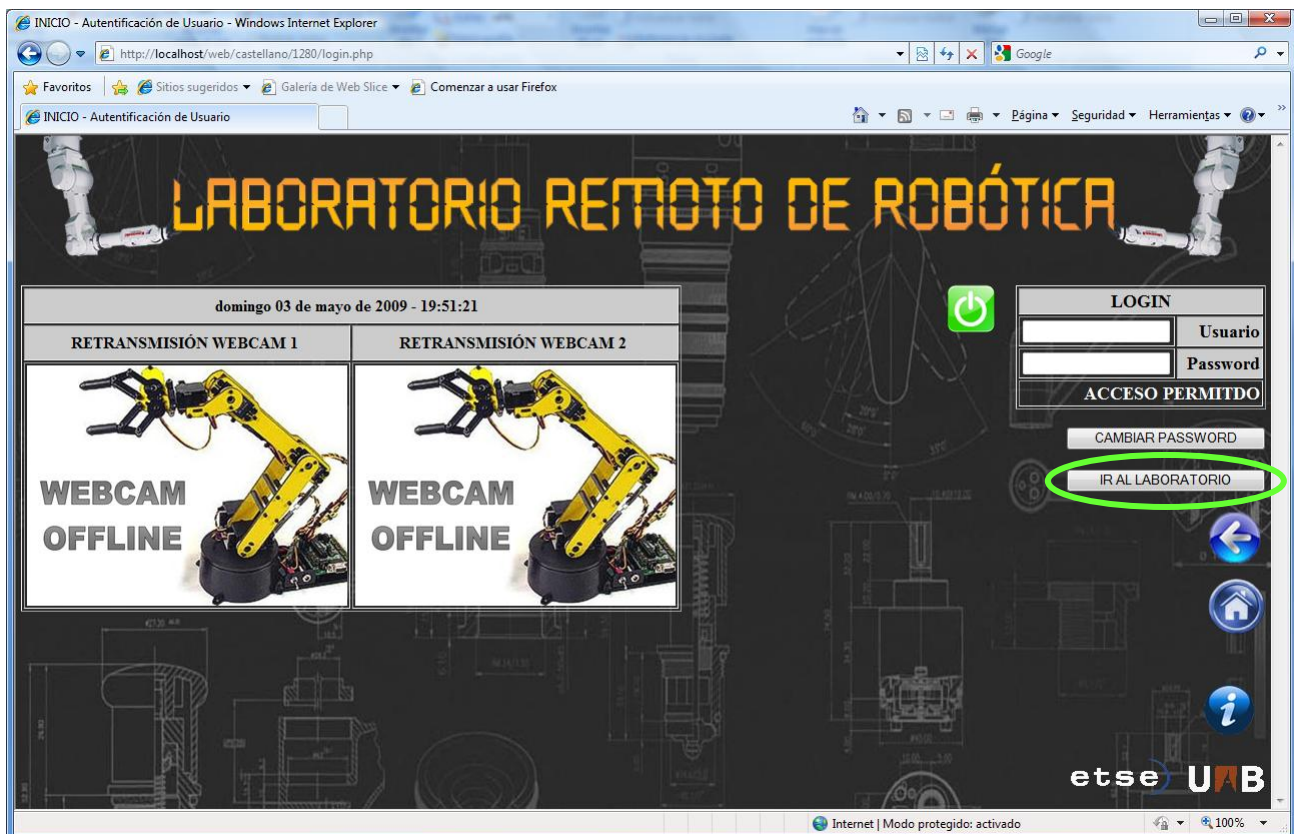 INICIO - Autentificación de Usuario - Windows Internet Explorer
http://localhost/web/castellano/1280/login.php
Google
Favoritos
Sitios sugeridos
Galería de Web Slice
Comenzar a usar Firefox
INICIO - Autentificación de Usuario
Página
Seguridad
Herramientas
LABORATORIO REMOTO DE ROBÓTICA
domingo 03 de mayo de 2009 - 19:51:21
RETRANSMISIÓN WEBCAM 1
RETRANSMISIÓN WEBCAM 2
WEBCAM
OFFLINE
WEBCAM
OFFLINE
LOGIN
Usuario
Password
ACCESO PERMITDO
CAMBIAR PASSWORD
IR AL LABORATORIO
etse UAB
Internet | Modo protegido: activado
100%